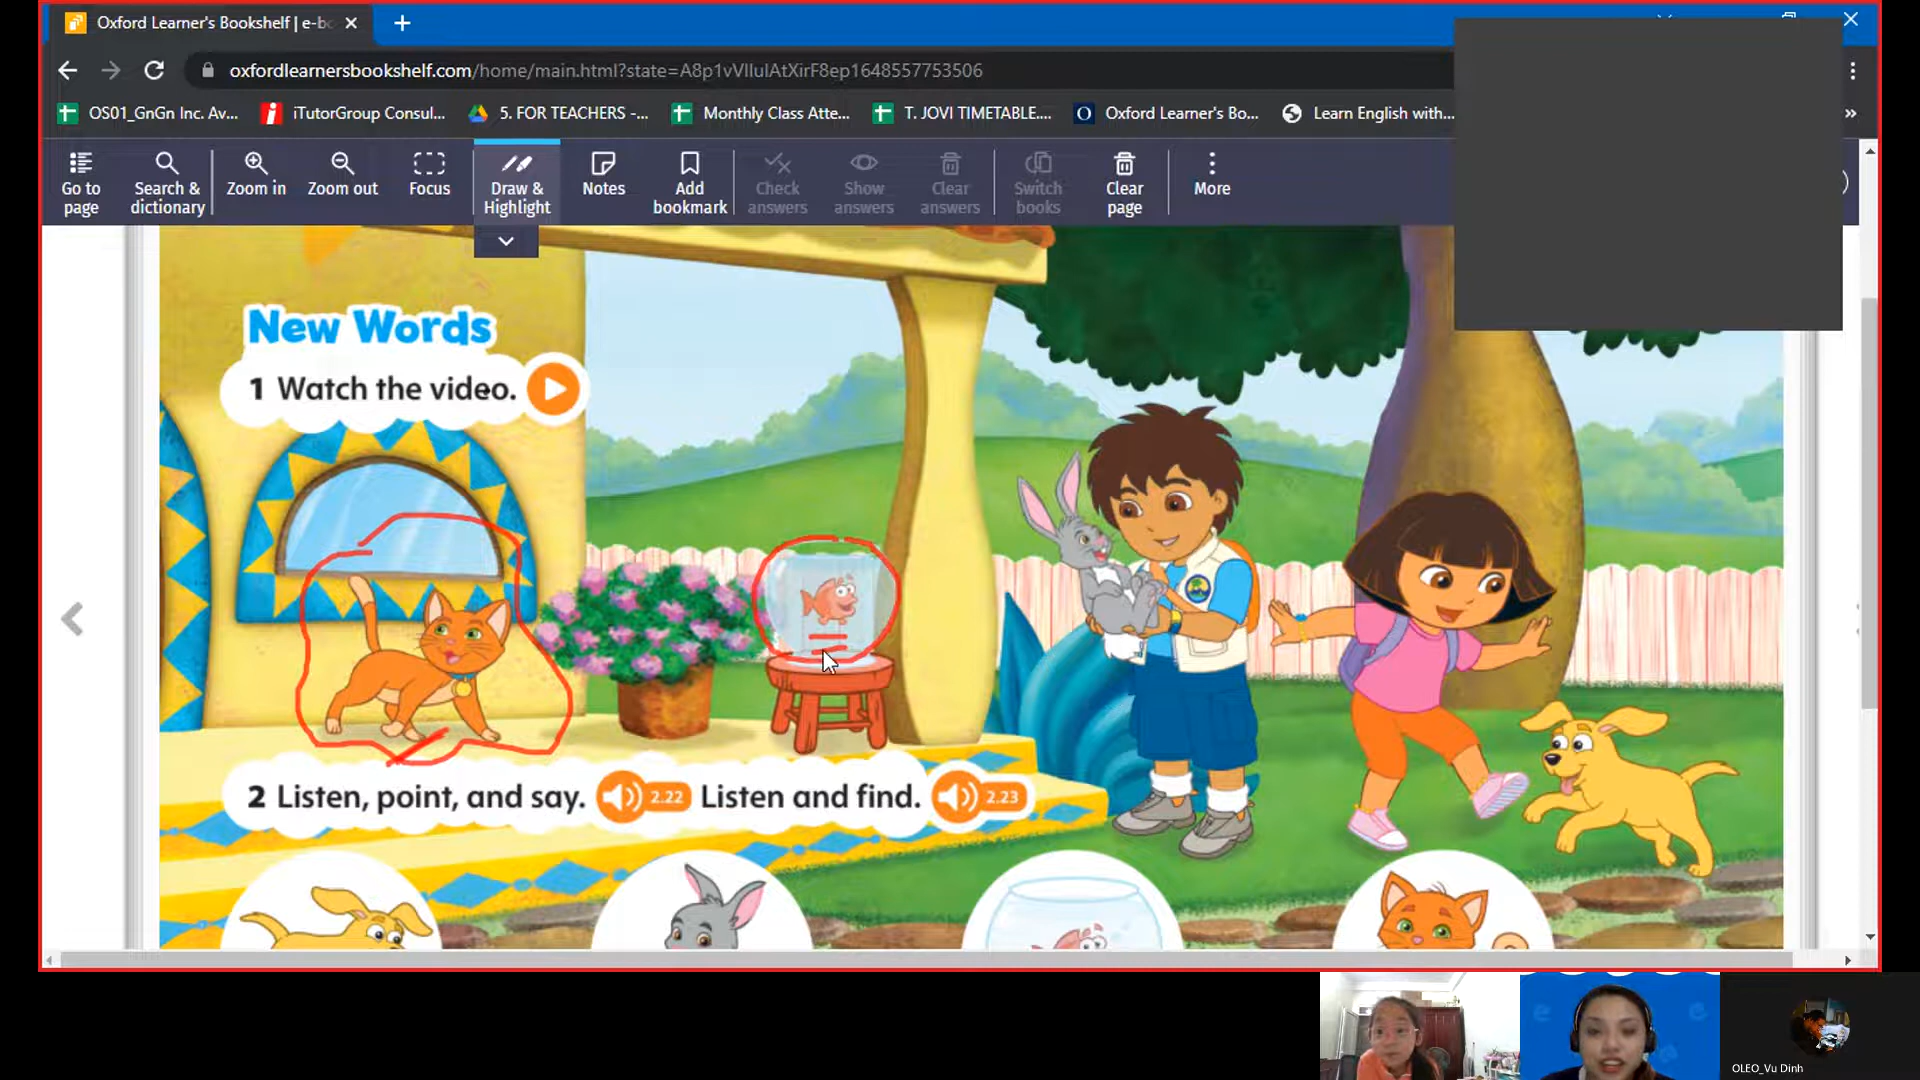 Oxford Learner's Bookshelf | e-bo
oxfordlearnersbookshelf.com/home/main.html?state=A8p1vVlIulAtXirF8ep1648557753506
OS01_GnGn Inc. Av... iTutorGroup Consul... 5. FOR TEACHERS -... Monthly Class Atte... T. JOVI TIMETABLE.... Oxford Learner's Bo... Learn English with...
Go to page
Search & dictionary
Zoom in
Zoom out
Focus
Draw & Highlight
Notes
Add bookmark
Check answers
Show answers
Clear answers
Switch books
Clear page
More
New Words
1 Watch the video.
2 Listen, point, and say. 2.22 Listen and find. 2.23
OLEO_Vu Dinh